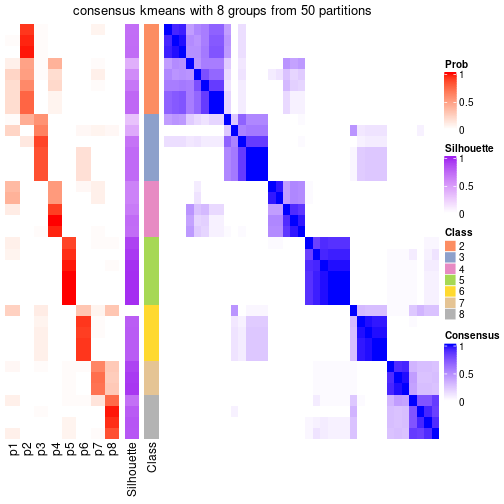 consensus kmeans with 8 groups from 50 partitions
Prob
1
0.5
0
Silhouette
1
0.5
0
Class
2
3
4
5
6
7
8
Consensus
1
0.5
0
p1
p2
p3
p4
p5
p6
p7
p8
Silhouette
Class